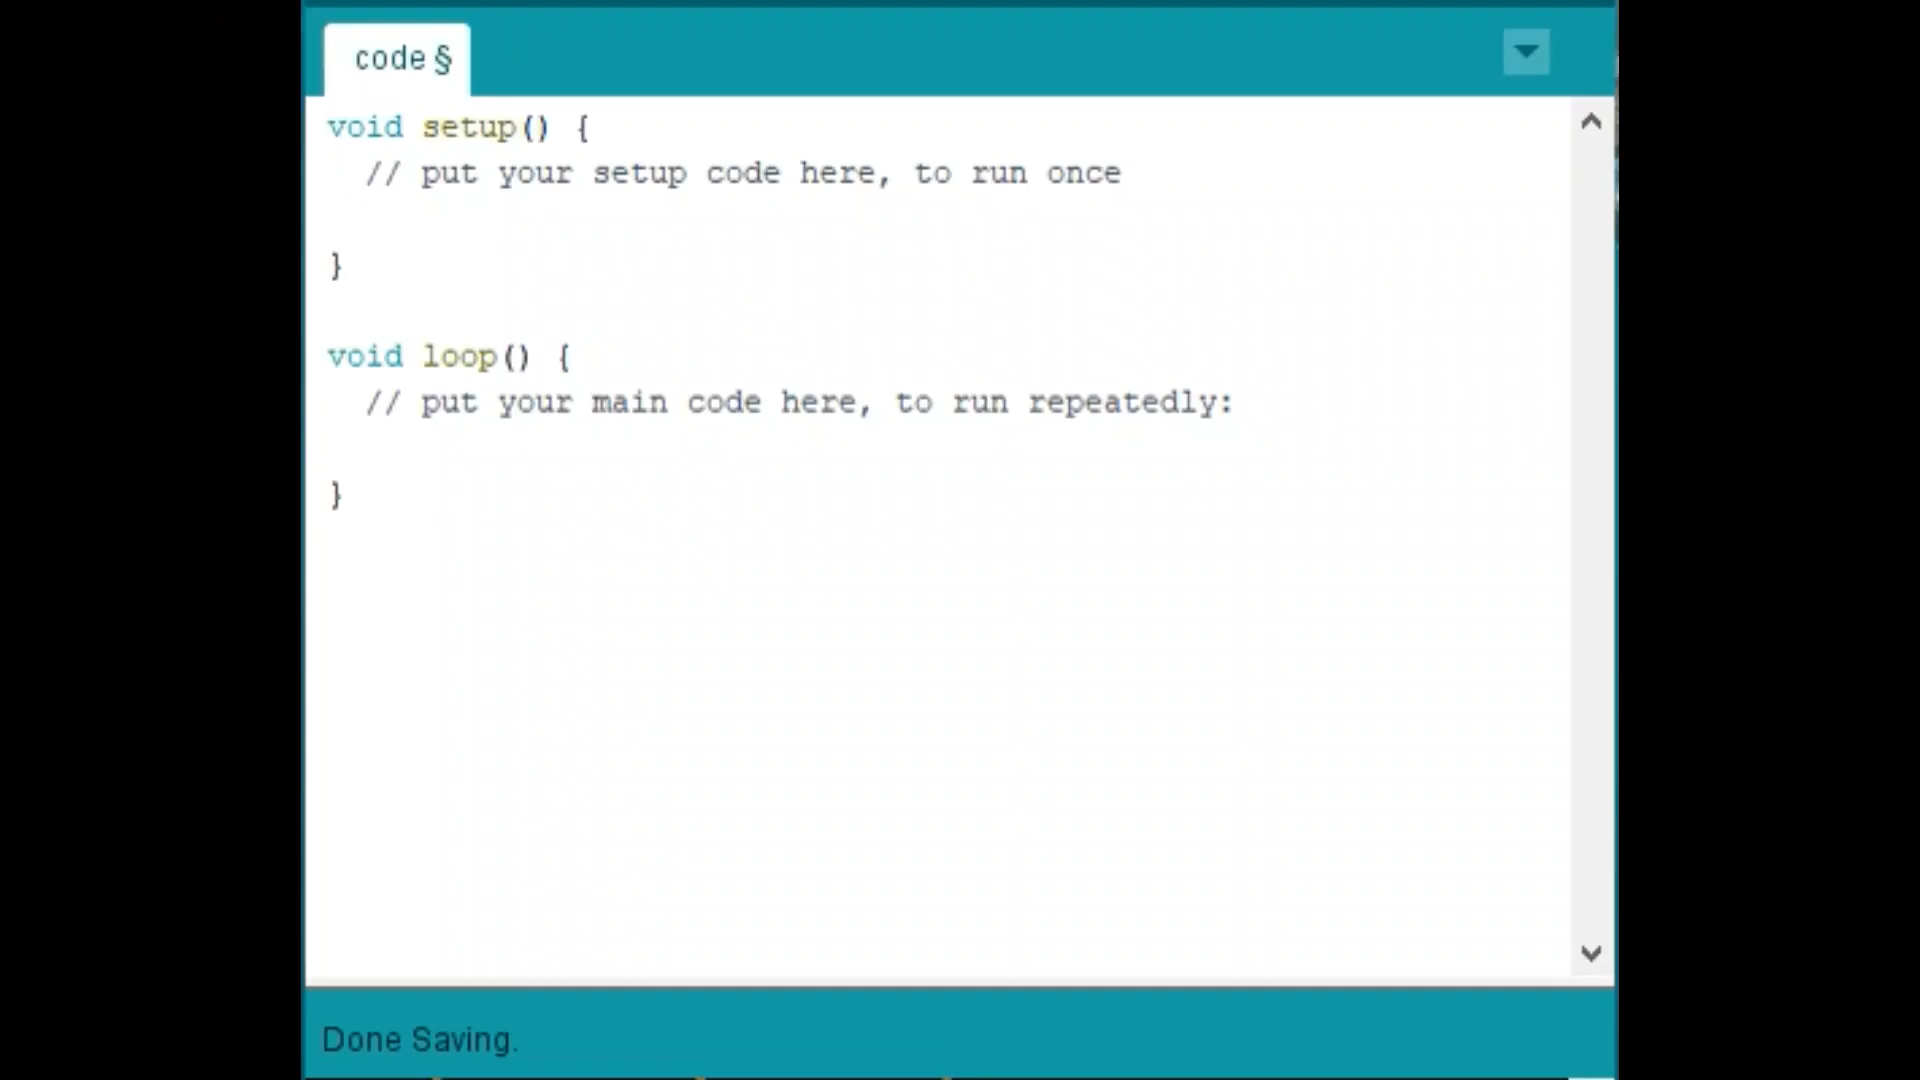 code §
void setup() {
// put your setup code here, to run once
}
void loop() {
// put your main code here, to run repeatedly:
}
Done Saving.